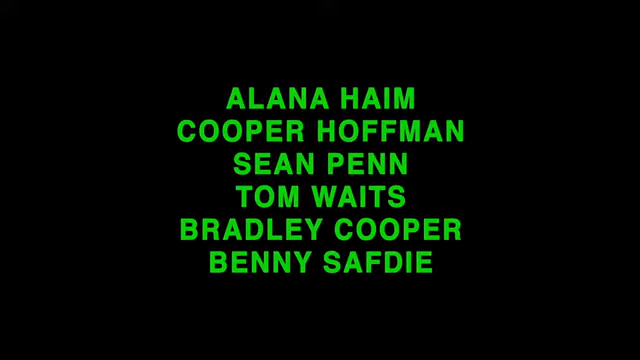 ALANA HAIM
COOPER HOFFMAN
SEAN PENN
TOM WAITS
BRADLEY COOPER
BENNY SAFDIE